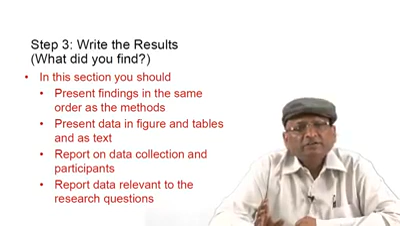 Step 3: Write the Results
(What did you find?)
• In this section you should
• Present findings in the same
order as the methods
• Present data in figure and tables
and as text
• Report on data collection and
participants
• Report data relevant to the
research questions